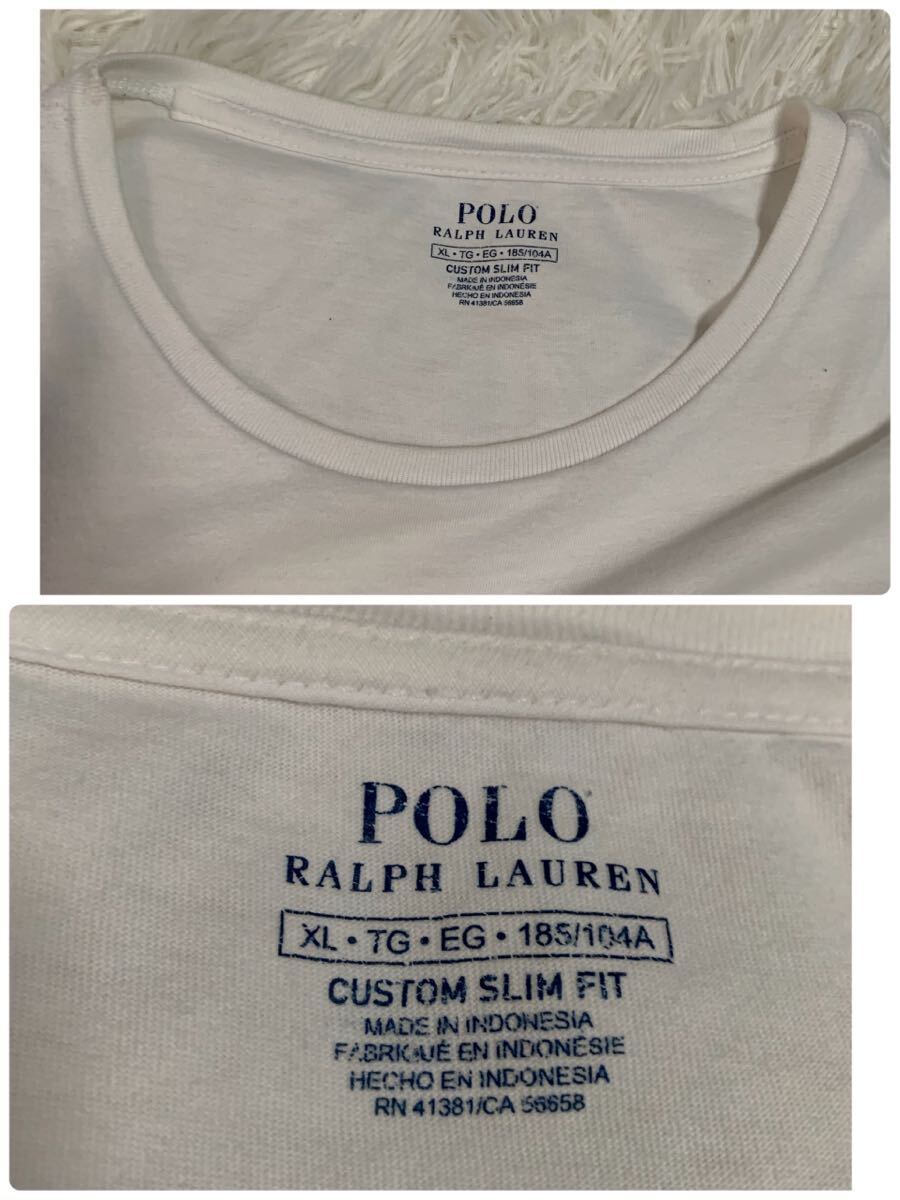 POLO
RALPH LAUREN
XL • TG • EG • 185/104A
CUSTOM SLIM FIT
MADE IN INDONESIA
FABRIQUÉ EN INDONÉSIE
HECHO EN INDONESIA
RN 41381/CA 56658
POLO
RALPH LAUREN
XL • TG • EG • 185/104A
CUSTOM SLIM FIT
MADE IN INDONESIA
FABRIQUÉ EN INDONÉSIE
HECHO EN INDONESIA
RN 41381/CA 56658